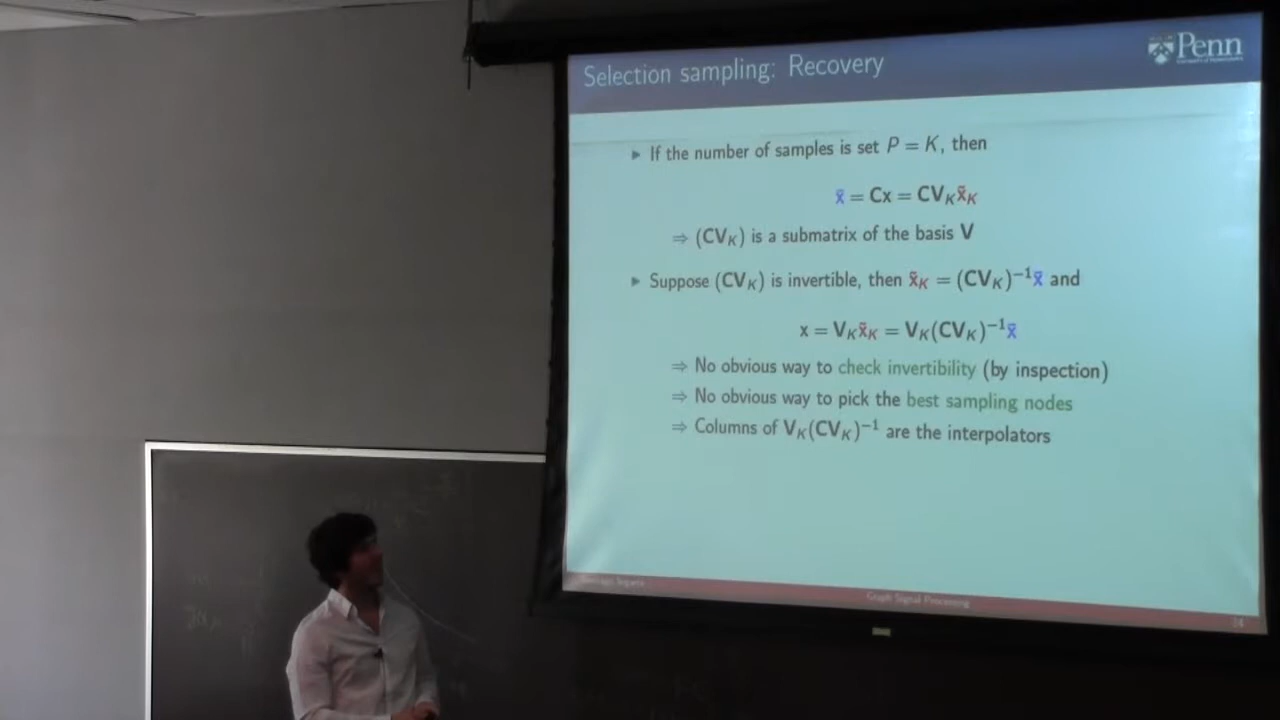 Selection sampling: Recovery
Penn
▶ If the number of samples is set P = K, then
x̄ = Cx = CV_K x̃_K
⇒ (CV_K) is a submatrix of the basis V
▶ Suppose (CV_K) is invertible, then x̃_K = (CV_K)⁻¹x̄ and
x = V_K x̃_K = V_K(CV_K)⁻¹x̄
⇒ No obvious way to check invertibility (by inspection)
⇒ No obvious way to pick the best sampling nodes
⇒ Columns of V_K(CV_K)⁻¹ are the interpolators
Graph Signal Processing
24